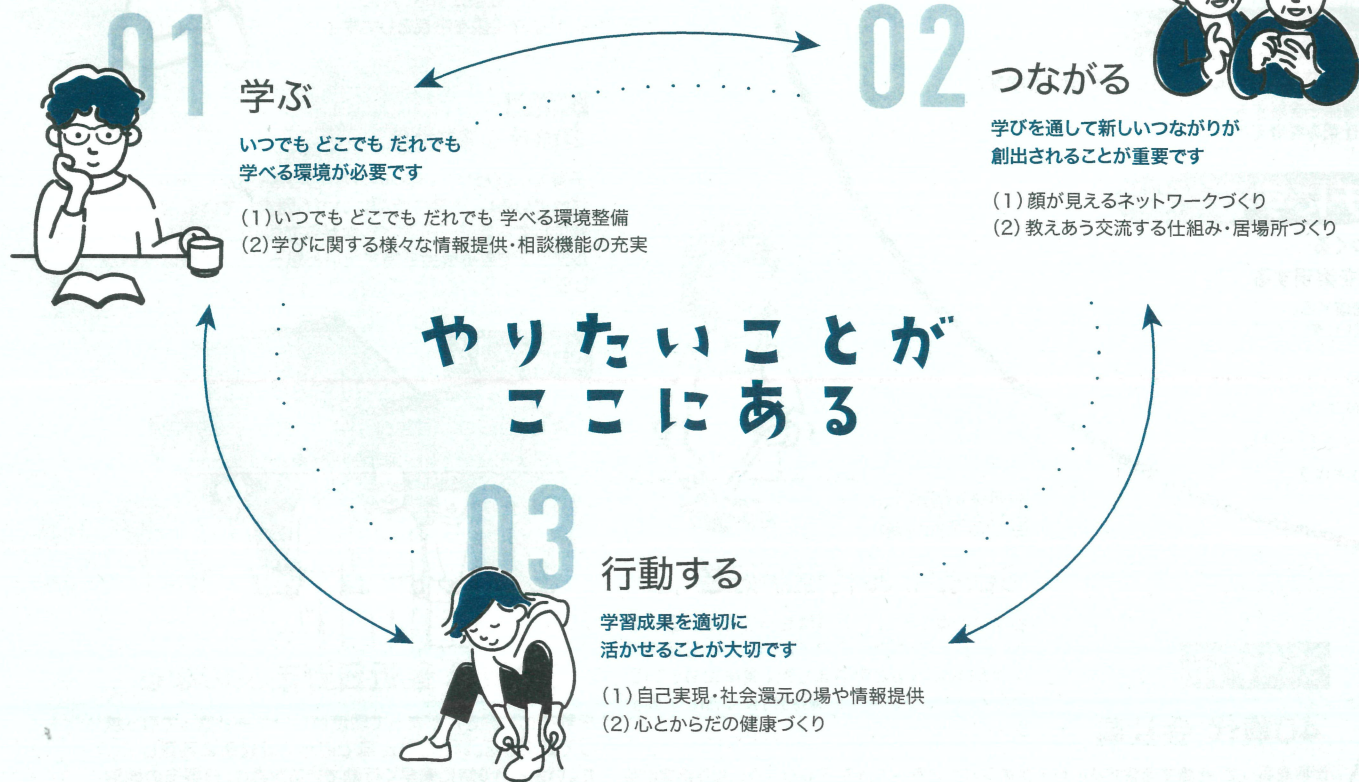 01
学ぶ
いつでも どこでも だれでも
学べる環境が必要です
(1)いつでも どこでも だれでも 学べる環境整備
(2)学びに関する様々な情報提供・相談機能の充実
02
つながる
学びを通して新しいつながりが
創出されることが重要です
(1)顔が見えるネットワークづくり
(2)教えあう交流する仕組み・居場所づくり
やりたいことが
ここにある
03
行動する
学習成果を適切に
活かせることが大切です
(1)自己実現・社会還元の場や情報提供
(2)心とからだの健康づくり